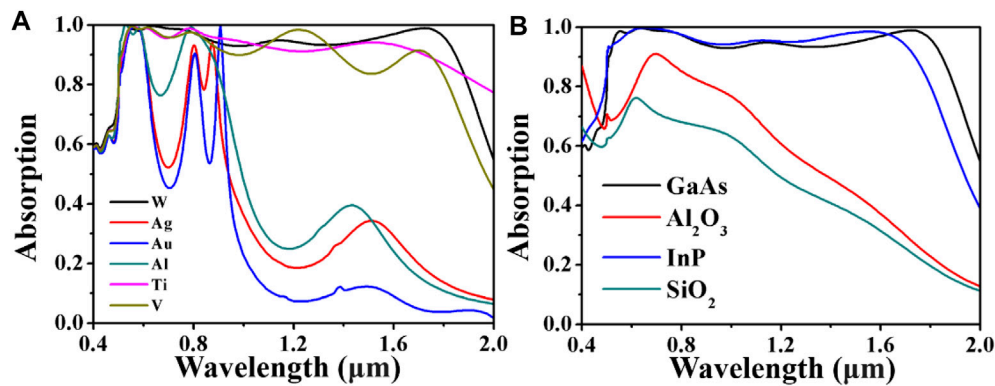 A
Absorption
1.0
0.8
0.6
0.4
0.2
0.0
W
Ag
Au
Al
Ti
V
0.4 0.8 1.2 1.6 2.0
Wavelength (μm)
B
Absorption
1.0
0.8
0.6
0.4
0.2
0.0
GaAs
Al₂O₃
InP
SiO₂
0.4 0.8 1.2 1.6 2.0
Wavelength (μm)